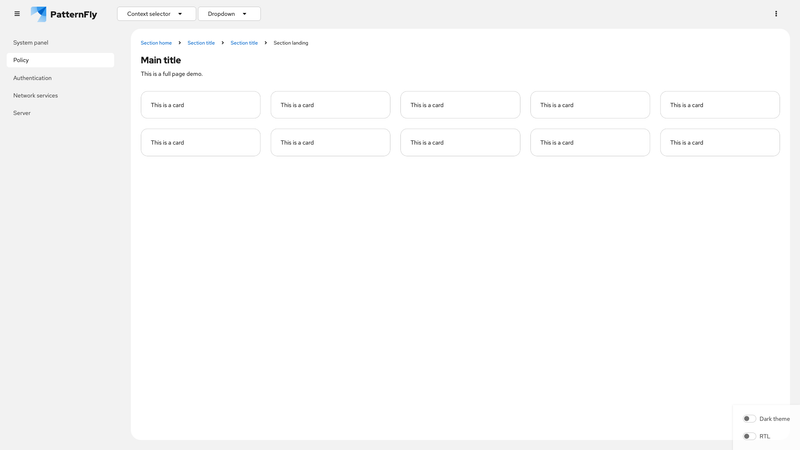 PatternFly
Context selector
Dropdown
System panel
Policy
Authentication
Network services
Server
Section home
Section title
Section title
Section landing
Main title
This is a full page demo.
This is a card
This is a card
This is a card
This is a card
This is a card
This is a card
This is a card
This is a card
This is a card
This is a card
Dark theme
RTL